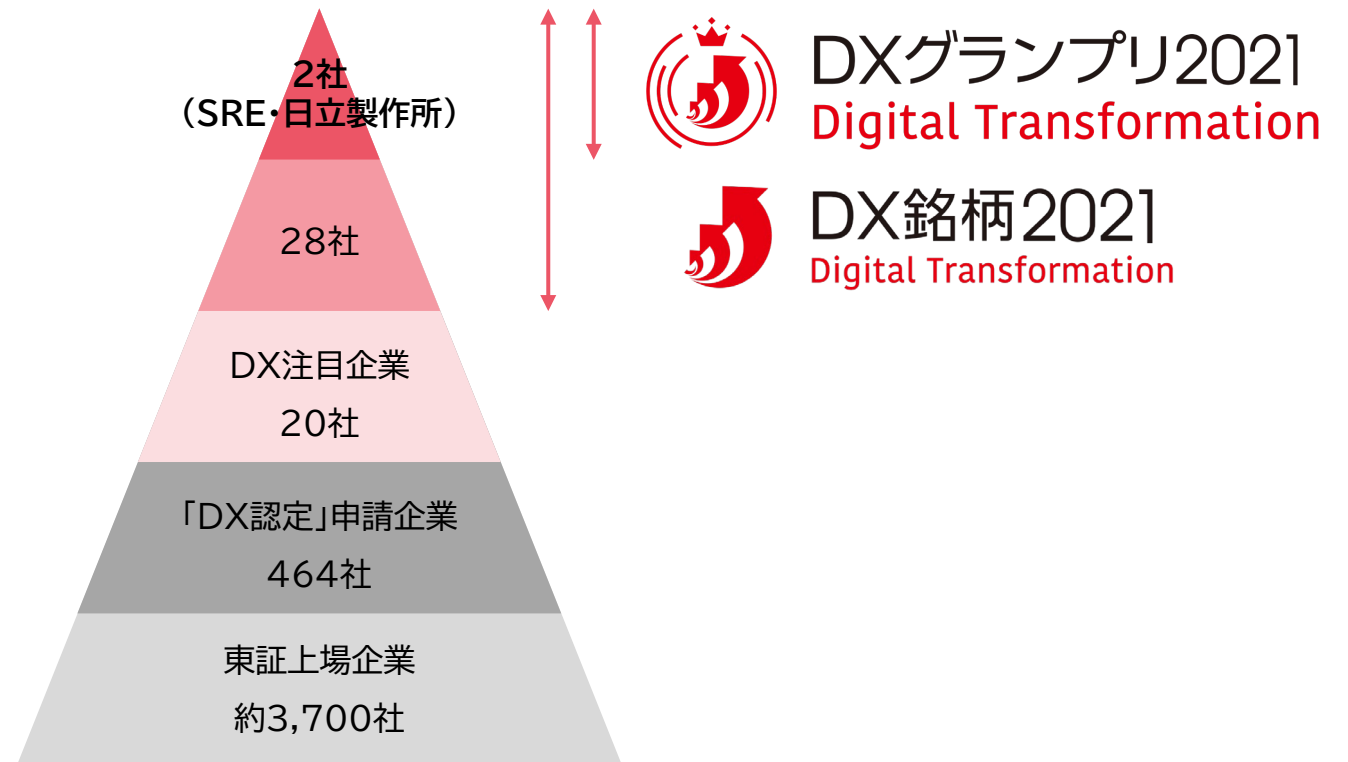 2社
（SRE・日立製作所）
28社
DX注目企業
20社
「DX認定」申請企業
464社
東証上場企業
約3,700社
DXグランプリ2021
Digital Transformation
DX銘柄2021
Digital Transformation